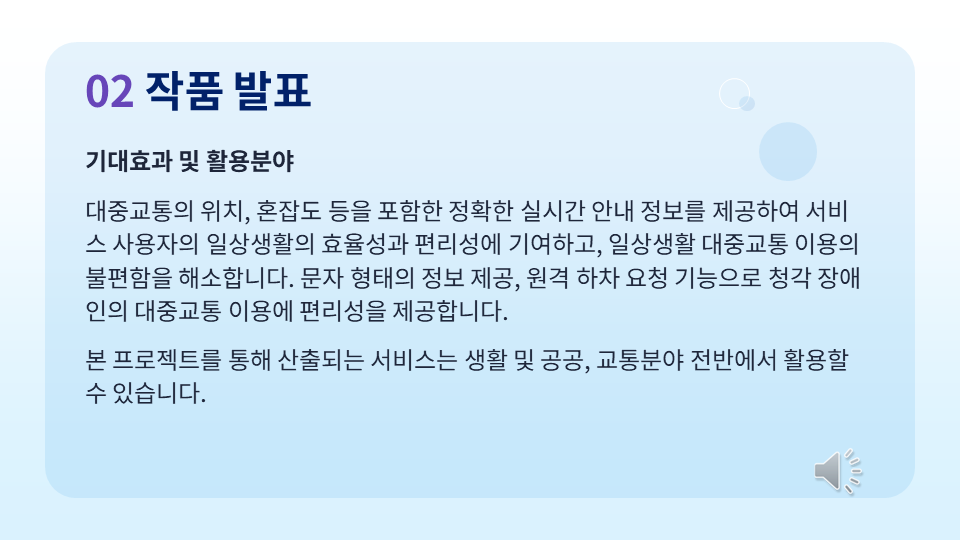 02 작품 발표
기대효과 및 활용분야
대중교통의 위치, 혼잡도 등을 포함한 정확한 실시간 안내 정보를 제공하여 서비
스 사용자의 일상생활의 효율성과 편리성에 기여하고, 일상생활 대중교통 이용의
불편함을 해소합니다. 문자 형태의 정보 제공, 원격 하차 요청 기능으로 청각 장애
인의 대중교통 이용에 편리성을 제공합니다.
본 프로젝트를 통해 산출되는 서비스는 생활 및 공공, 교통분야 전반에서 활용할
수 있습니다.